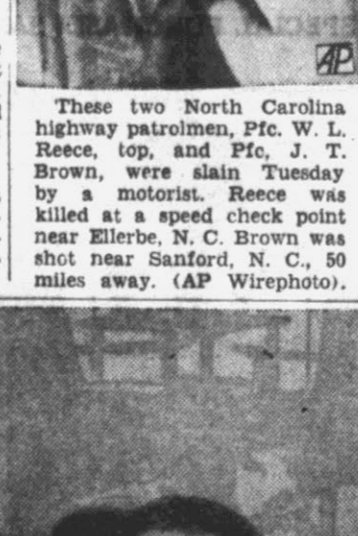 AP
These two North Carolina
highway patrolmen, Pfc. W. L.
Reece, top, and Pfc, J. T.
Brown, were slain Tuesday
by a motorist. Reece was
killed at a speed check point
near Ellerbe, N. C. Brown was
shot near Sanford, N. C., 50
miles away. (AP Wirephoto).